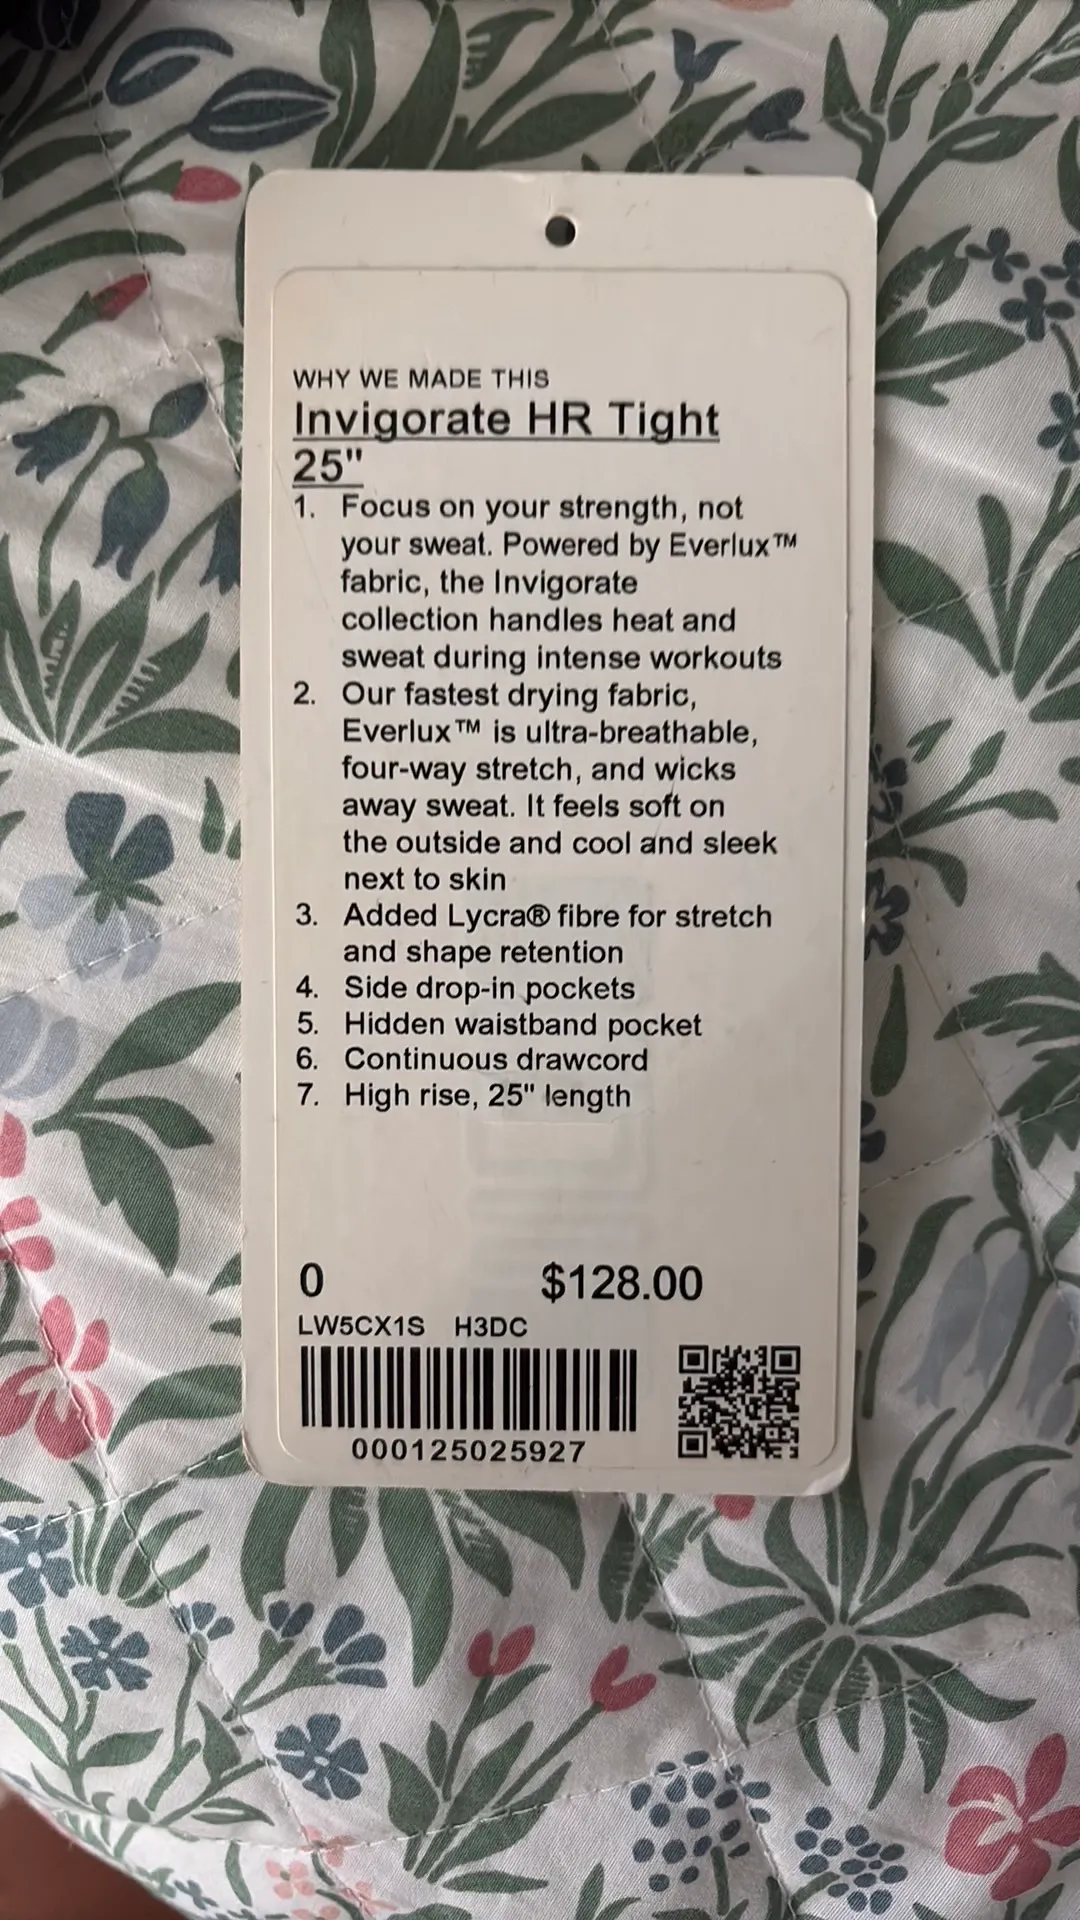 WHY WE MADE THIS
Invigorate HR Tight
25"
1. Focus on your strength, not
your sweat. Powered by Everlux™
fabric, the Invigorate
collection handles heat and
sweat during intense workouts
2. Our fastest drying fabric,
Everlux™ is ultra-breathable,
four-way stretch, and wicks
away sweat. It feels soft on
the outside and cool and sleek
next to skin
3. Added Lycra® fibre for stretch
and shape retention
4. Side drop-in pockets
5. Hidden waistband pocket
6. Continuous drawcord
7. High rise, 25" length
0 $128.00
LW5CX1S H3DC
000125025927